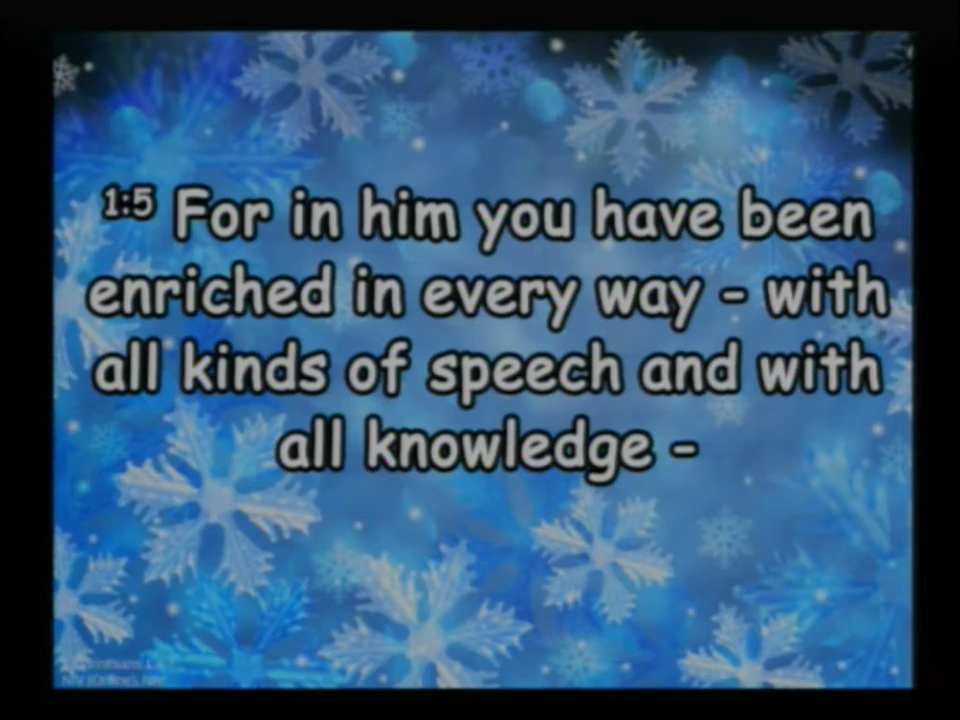 1:5 For in him you have been
enriched in every way - with
all kinds of speech and with
all knowledge -